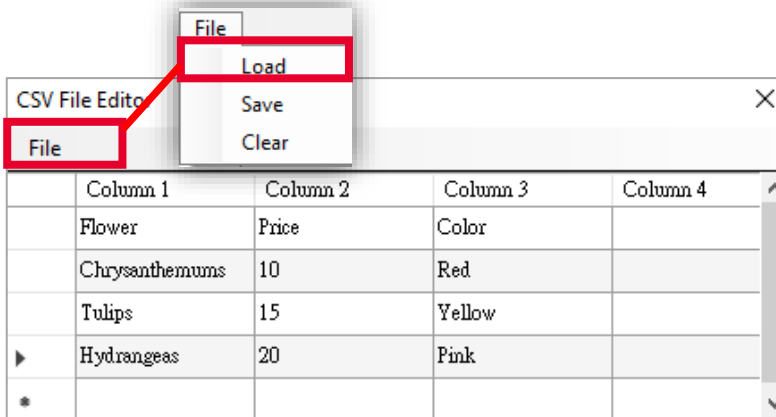 File
Load
Save
Clear
CSV File Edito
File
Column 1 Column 2 Column 3 Column 4
Flower Price Color
Chrysanthemums 10 Red
Tulips 15 Yellow
Hydrangeas 20 Pink